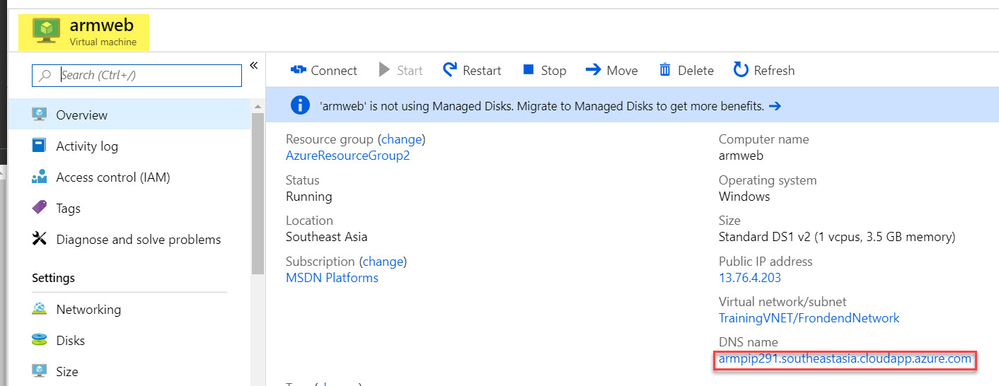 armweb
Virtual machine
Search (Ctrl+/)
«
Overview
Activity log
Access control (IAM)
Tags
Diagnose and solve problems
Settings
Networking
Disks
Size
Connect Start Restart Stop Move Delete Refresh
'armweb' is not using Managed Disks. Migrate to Managed Disks to get more benefits. →
Resource group (change)
AzureResourceGroup2
Status
Running
Location
Southeast Asia
Subscription (change)
MSDN Platforms
Computer name
armweb
Operating system
Windows
Size
Standard DS1 v2 (1 vcpus, 3.5 GB memory)
Public IP address
13.76.4.203
Virtual network/subnet
TrainingVNET/FrondendNetwork
DNS name
armpip291.southeastasia.cloudapp.azure.com